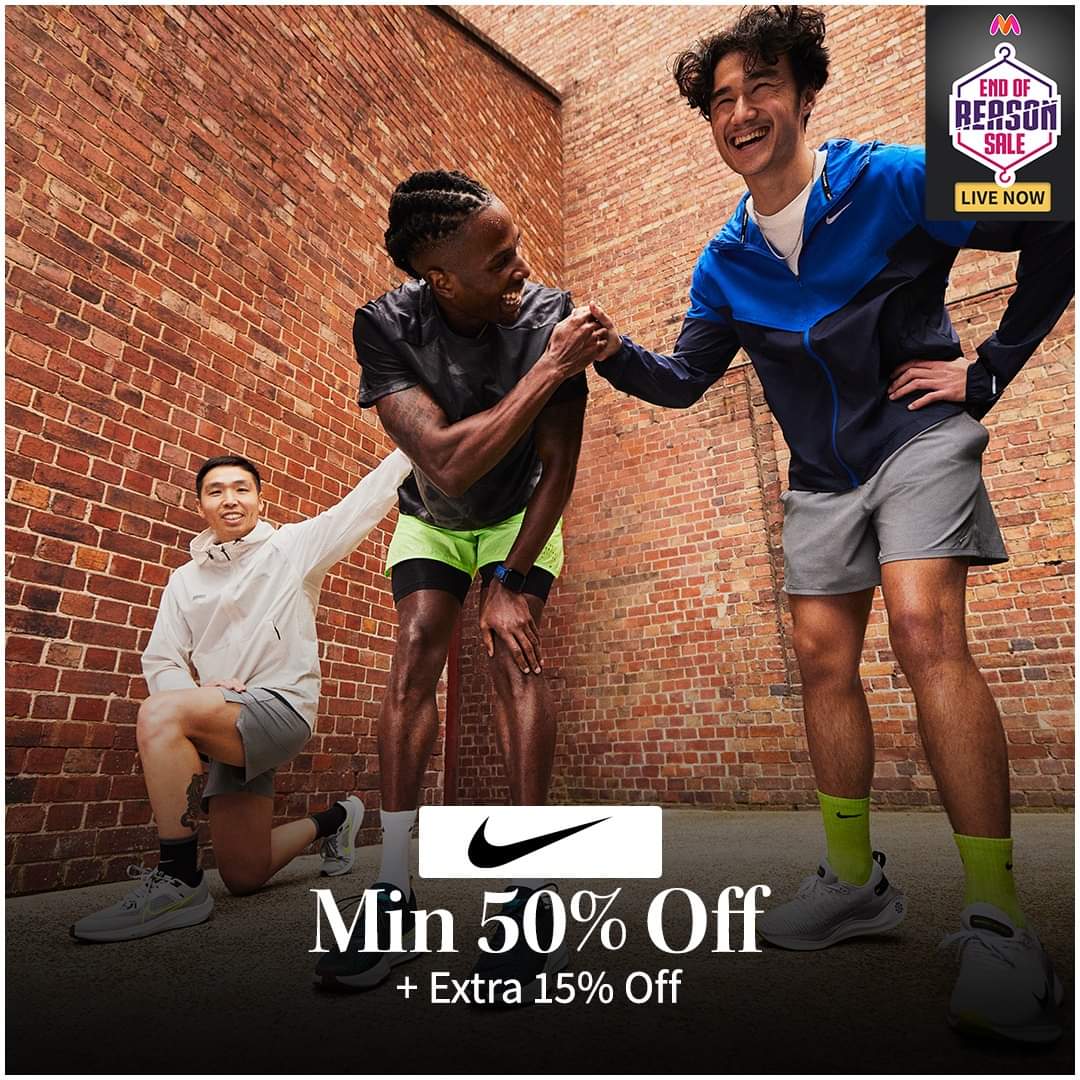 END OF
REASON
SALE
LIVE NOW
Min 50% Off
+ Extra 15% Off